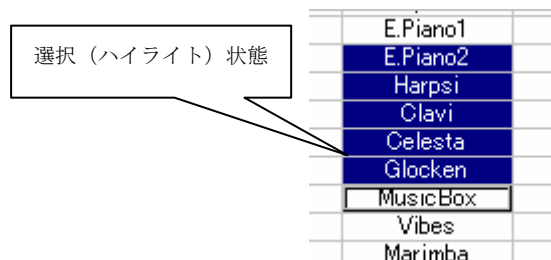 選択（ハイライト）状態
E.Piano1
E.Piano2
Harpsi
Clavi
Celesta
Glocken
MusicBox
Vibes
Marimba